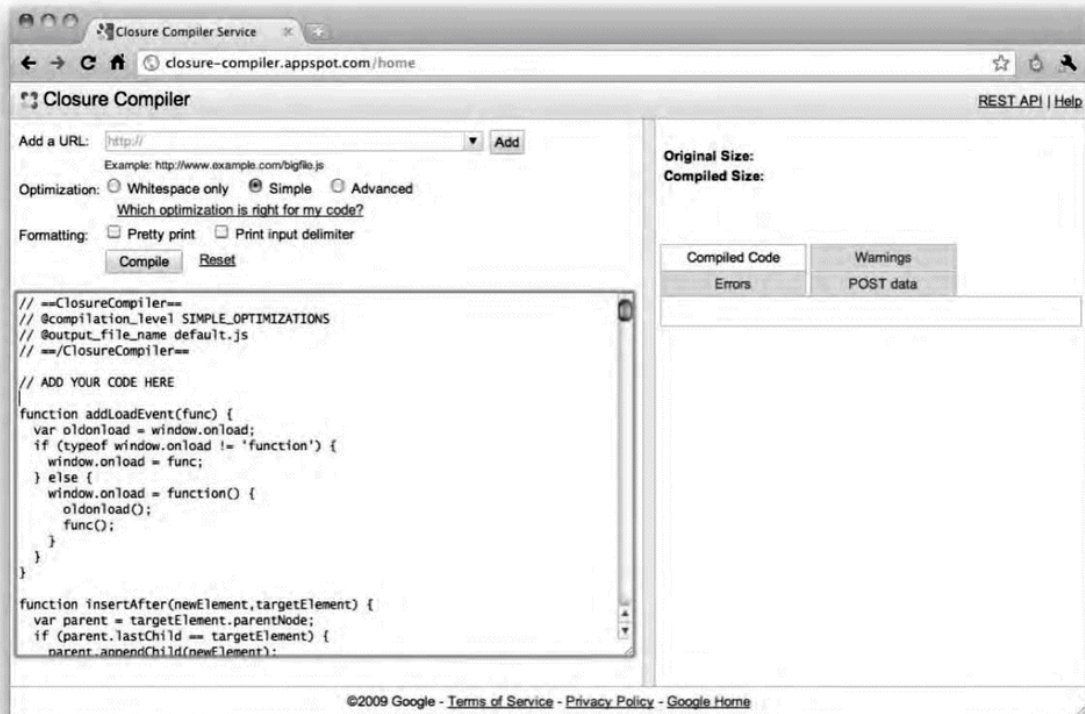 Closure Compiler Service
closure-compiler.appspot.com/home
Closure Compiler
REST API | Help
Add a URL: http:// Add
Example: http://www.example.com/bigfile.js
Optimization: Whitespace only Simple Advanced
Which optimization is right for my code?
Formatting: Pretty print Print input delimiter
Compile Reset
// ==ClosureCompiler==
// @compilation_level SIMPLE_OPTIMIZATIONS
// @output_file_name default.js
// ==/ClosureCompiler==
// ADD YOUR CODE HERE
function addLoadEvent(func) {
  var oldonload = window.onload;
  if (typeof window.onload != 'function') {
    window.onload = func;
  } else {
    window.onload = function() {
      oldonload();
      func();
    }
  }
}
function insertAfter(newElement,targetElement) {
  var parent = targetElement.parentNode;
  if (parent.lastChild == targetElement) {
    parent.appendChild(newElement);
Original Size:
Compiled Size:
Compiled Code Warnings
Errors POST data
©2009 Google - Terms of Service - Privacy Policy - Google Home